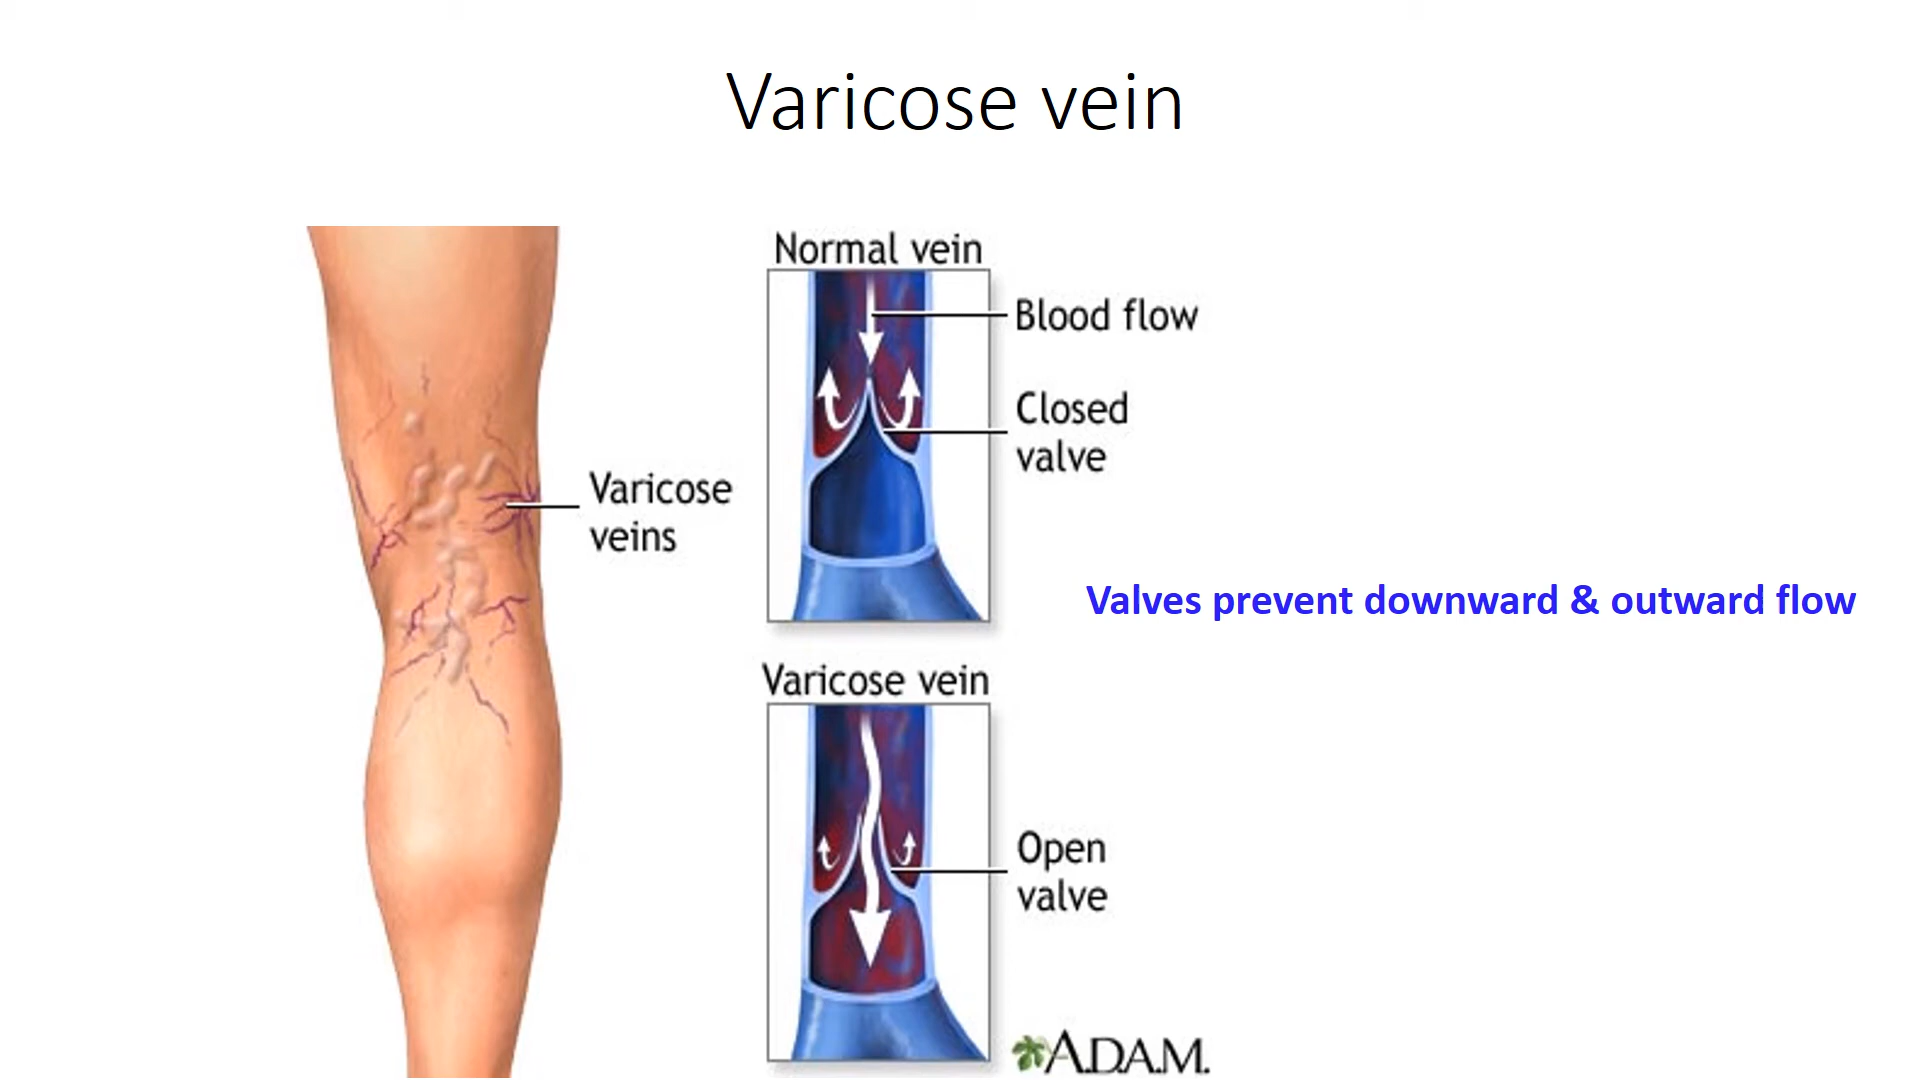 Varicose vein
Normal vein
Blood flow
Closed
valve
Varicose
veins
Valves prevent downward & outward flow
Varicose vein
Open
valve
A.D.A.M.